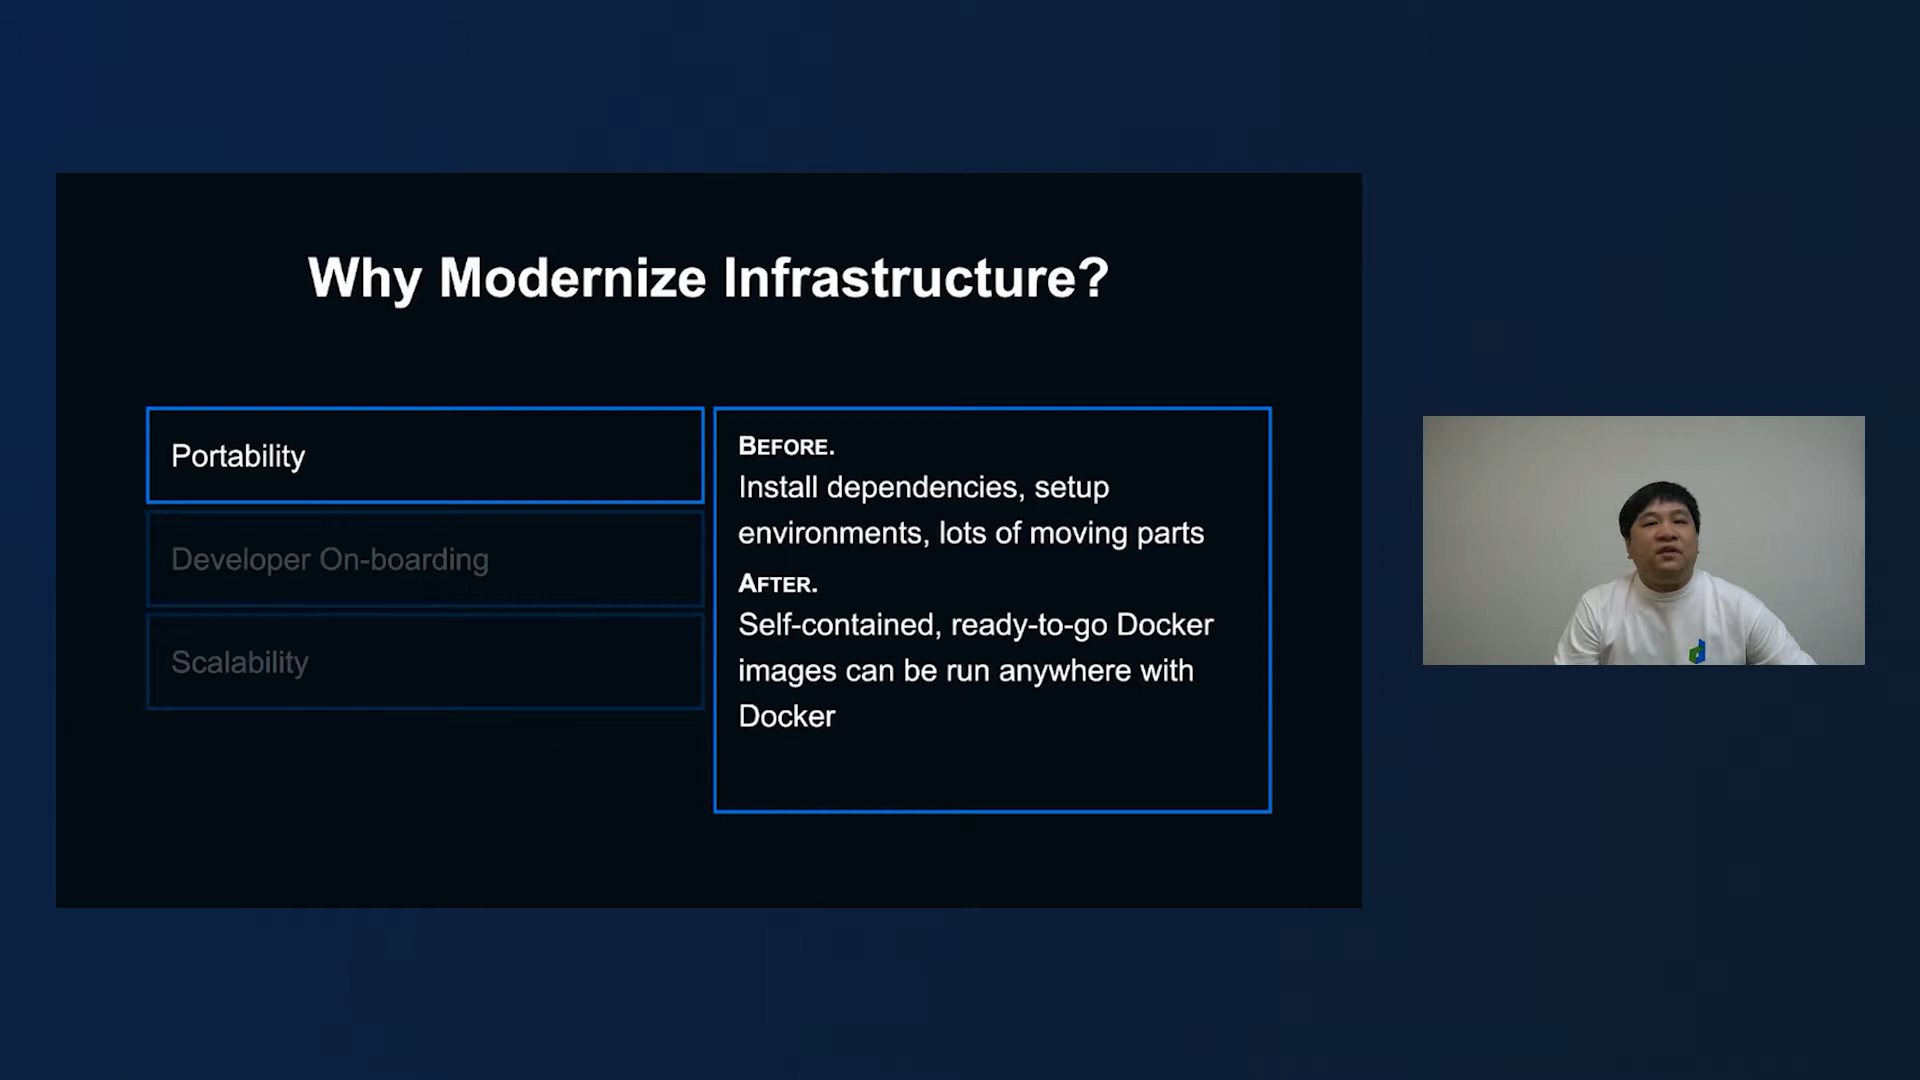 Why Modernize Infrastructure?
Portability
Developer On-boarding
Scalability
BEFORE.
Install dependencies, setup
environments, lots of moving parts
AFTER.
Self-contained, ready-to-go Docker
images can be run anywhere with
Docker